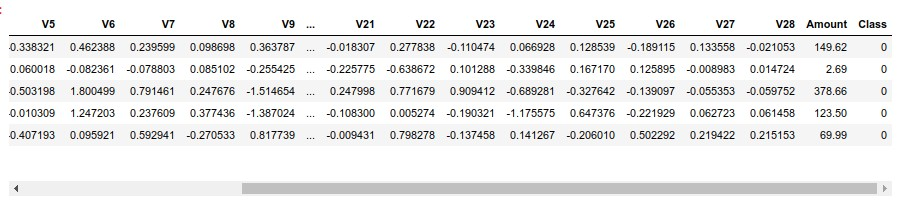 V5 V6 V7 V8 V9 ... V21 V22 V23 V24 V25 V26 V27 V28 Amount Class
0.338321 0.462388 0.239599 0.098698 0.363787 ... -0.018307 0.277838 -0.110474 0.066928 0.128539 -0.189115 0.133558 -0.021053 149.62 0
0.060018 -0.082361 -0.078803 0.085102 -0.255425 ... -0.225775 -0.638672 0.101288 -0.339846 0.167170 0.125895 -0.008983 0.014724 2.69 0
0.503198 1.800499 0.791461 0.247676 -1.514654 ... 0.247998 0.771679 0.909412 -0.689281 -0.327642 -0.139097 -0.055353 -0.059752 378.66 0
0.010309 1.247203 0.237609 0.377436 -1.387024 ... -0.108300 0.005274 -0.190321 -1.175575 0.647376 -0.221929 0.062723 0.061458 123.50 0
0.407193 0.095921 0.592941 -0.270533 0.817739 ... -0.009431 0.798278 -0.137458 0.141267 -0.206010 0.502292 0.219422 0.215153 69.99 0